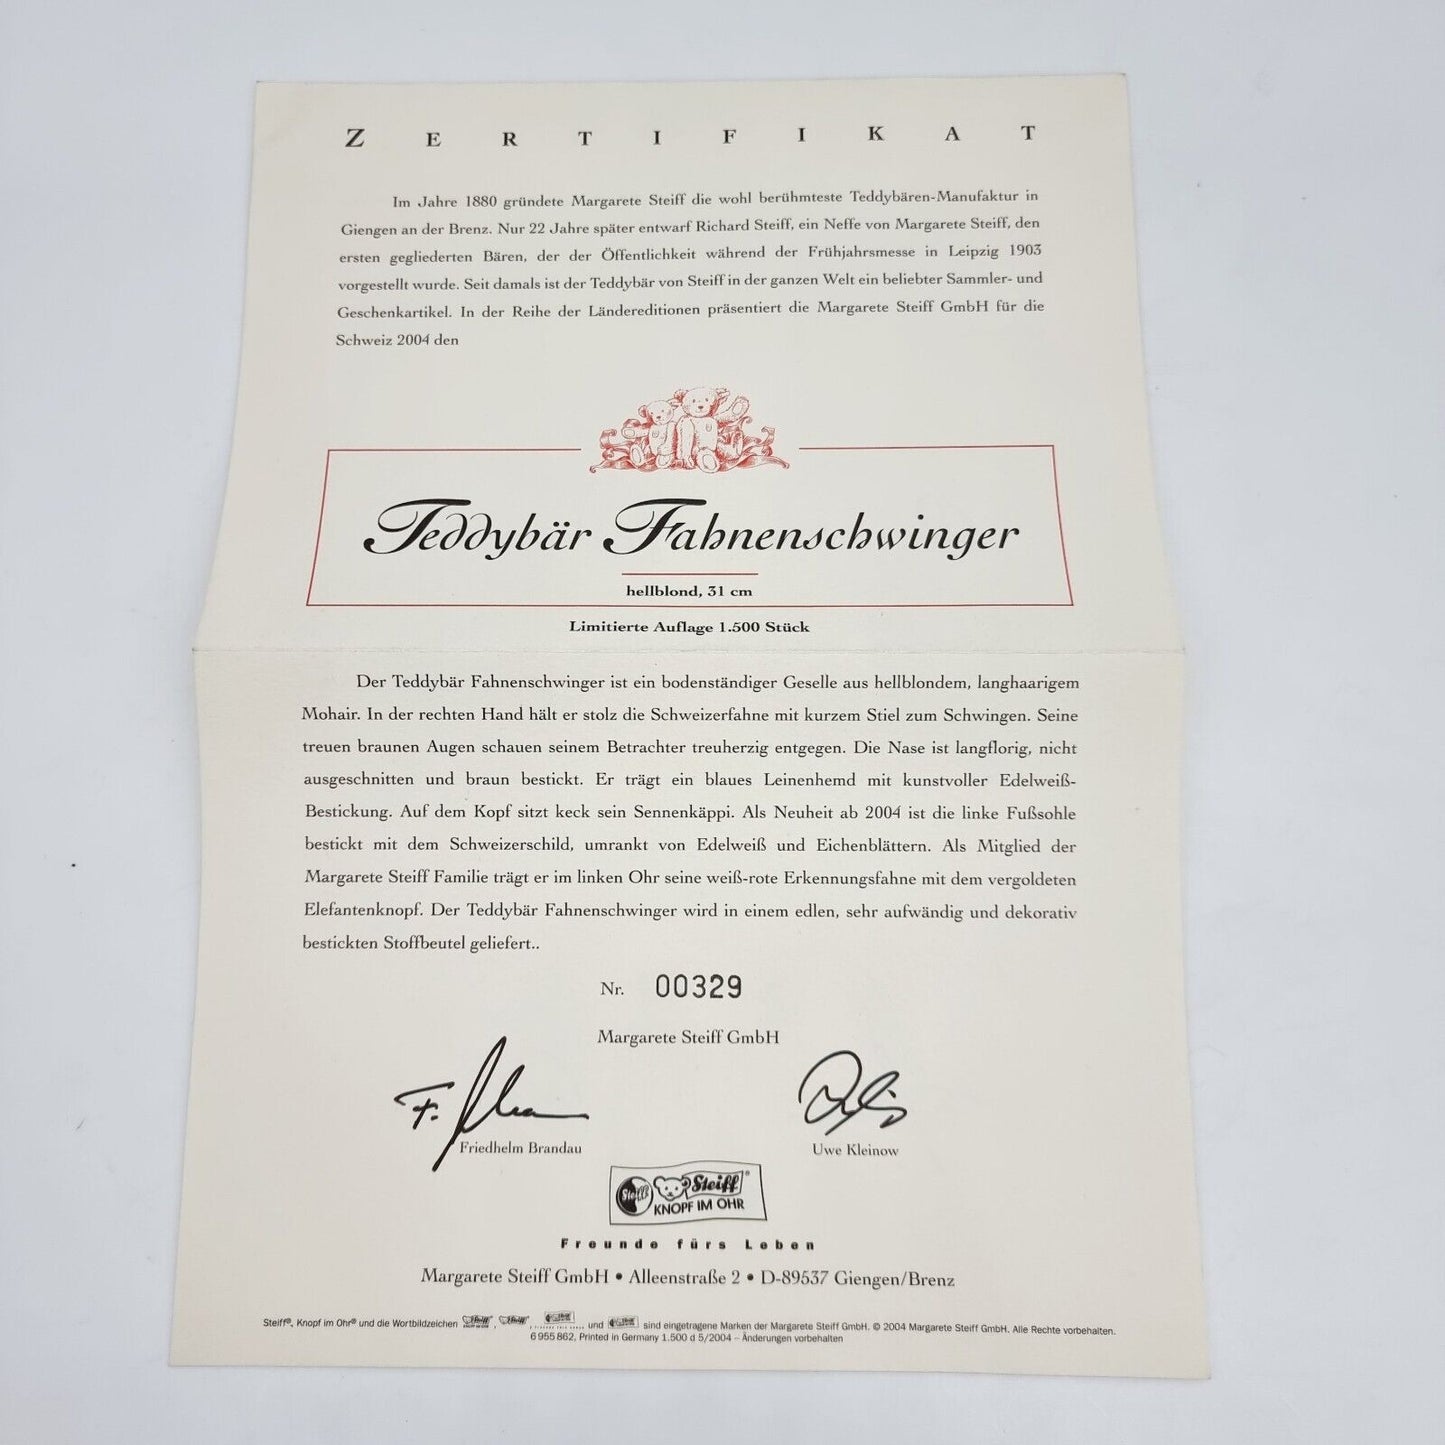 ZERTIFIKAT
Im Jahre 1880 gründete Margarete Steiff die wohl berühmteste Teddybären-Manufaktur in
Giengen an der Brenz. Nur 22 Jahre später entwarf Richard Steiff, ein Neffe von Margarete Steiff, den
ersten gegliederten Bären, der der Öffentlichkeit während der Frühjahrsmesse in Leipzig 1903
vorgestellt wurde. Seit damals ist der Teddybär von Steiff in der ganzen Welt ein beliebter Sammler- und
Geschenkartikel. In der Reihe der Ländereditionen präsentiert die Margarete Steiff GmbH für die
Schweiz 2004 den
Teddybär Fahnenschwinger
hellblond, 31 cm
Limitierte Auflage 1.500 Stück
Der Teddybär Fahnenschwinger ist ein bodenständiger Geselle aus hellblondem, langhaarigem
Mohair. In der rechten Hand hält er stolz die Schweizerfahne mit kurzem Stiel zum Schwingen. Seine
treuen braunen Augen schauen seinem Betrachter treuherzig entgegen. Die Nase ist langflorig, nicht
ausgeschnitten und braun bestickt. Er trägt ein blaues Leinenhemd mit kunstvoller Edelweiß-
Bestickung. Auf dem Kopf sitzt keck sein Sennenkäppi. Als Neuheit ab 2004 ist die linke Fußsohle
bestickt mit dem Schweizerschild, umrankt von Edelweiß und Eichenblättern. Als Mitglied der
Margarete Steiff Familie trägt er im linken Ohr seine weiß-rote Erkennungsfahne mit dem vergoldeten
Elefantenknopf. Der Teddybär Fahnenschwinger wird in einem edlen, sehr aufwändig und dekorativ
bestickten Stoffbeutel geliefert..
Nr. 00329
Margarete Steiff GmbH
Friedhelm Brandau Uwe Kleinow
Steiff Steiff®
KNOPF IM OHR
Freunde fürs Leben
Margarete Steiff GmbH • Alleenstraße 2 • D-89537 Giengen/Brenz
Steiff®, Knopf im Ohr® und die Wortbildzeichen , , und sind eingetragene Marken der Margarete Steiff GmbH. © 2004 Margarete Steiff GmbH. Alle Rechte vorbehalten.
6 955 862, Printed in Germany 1.500 d 5/2004 – Änderungen vorbehalten